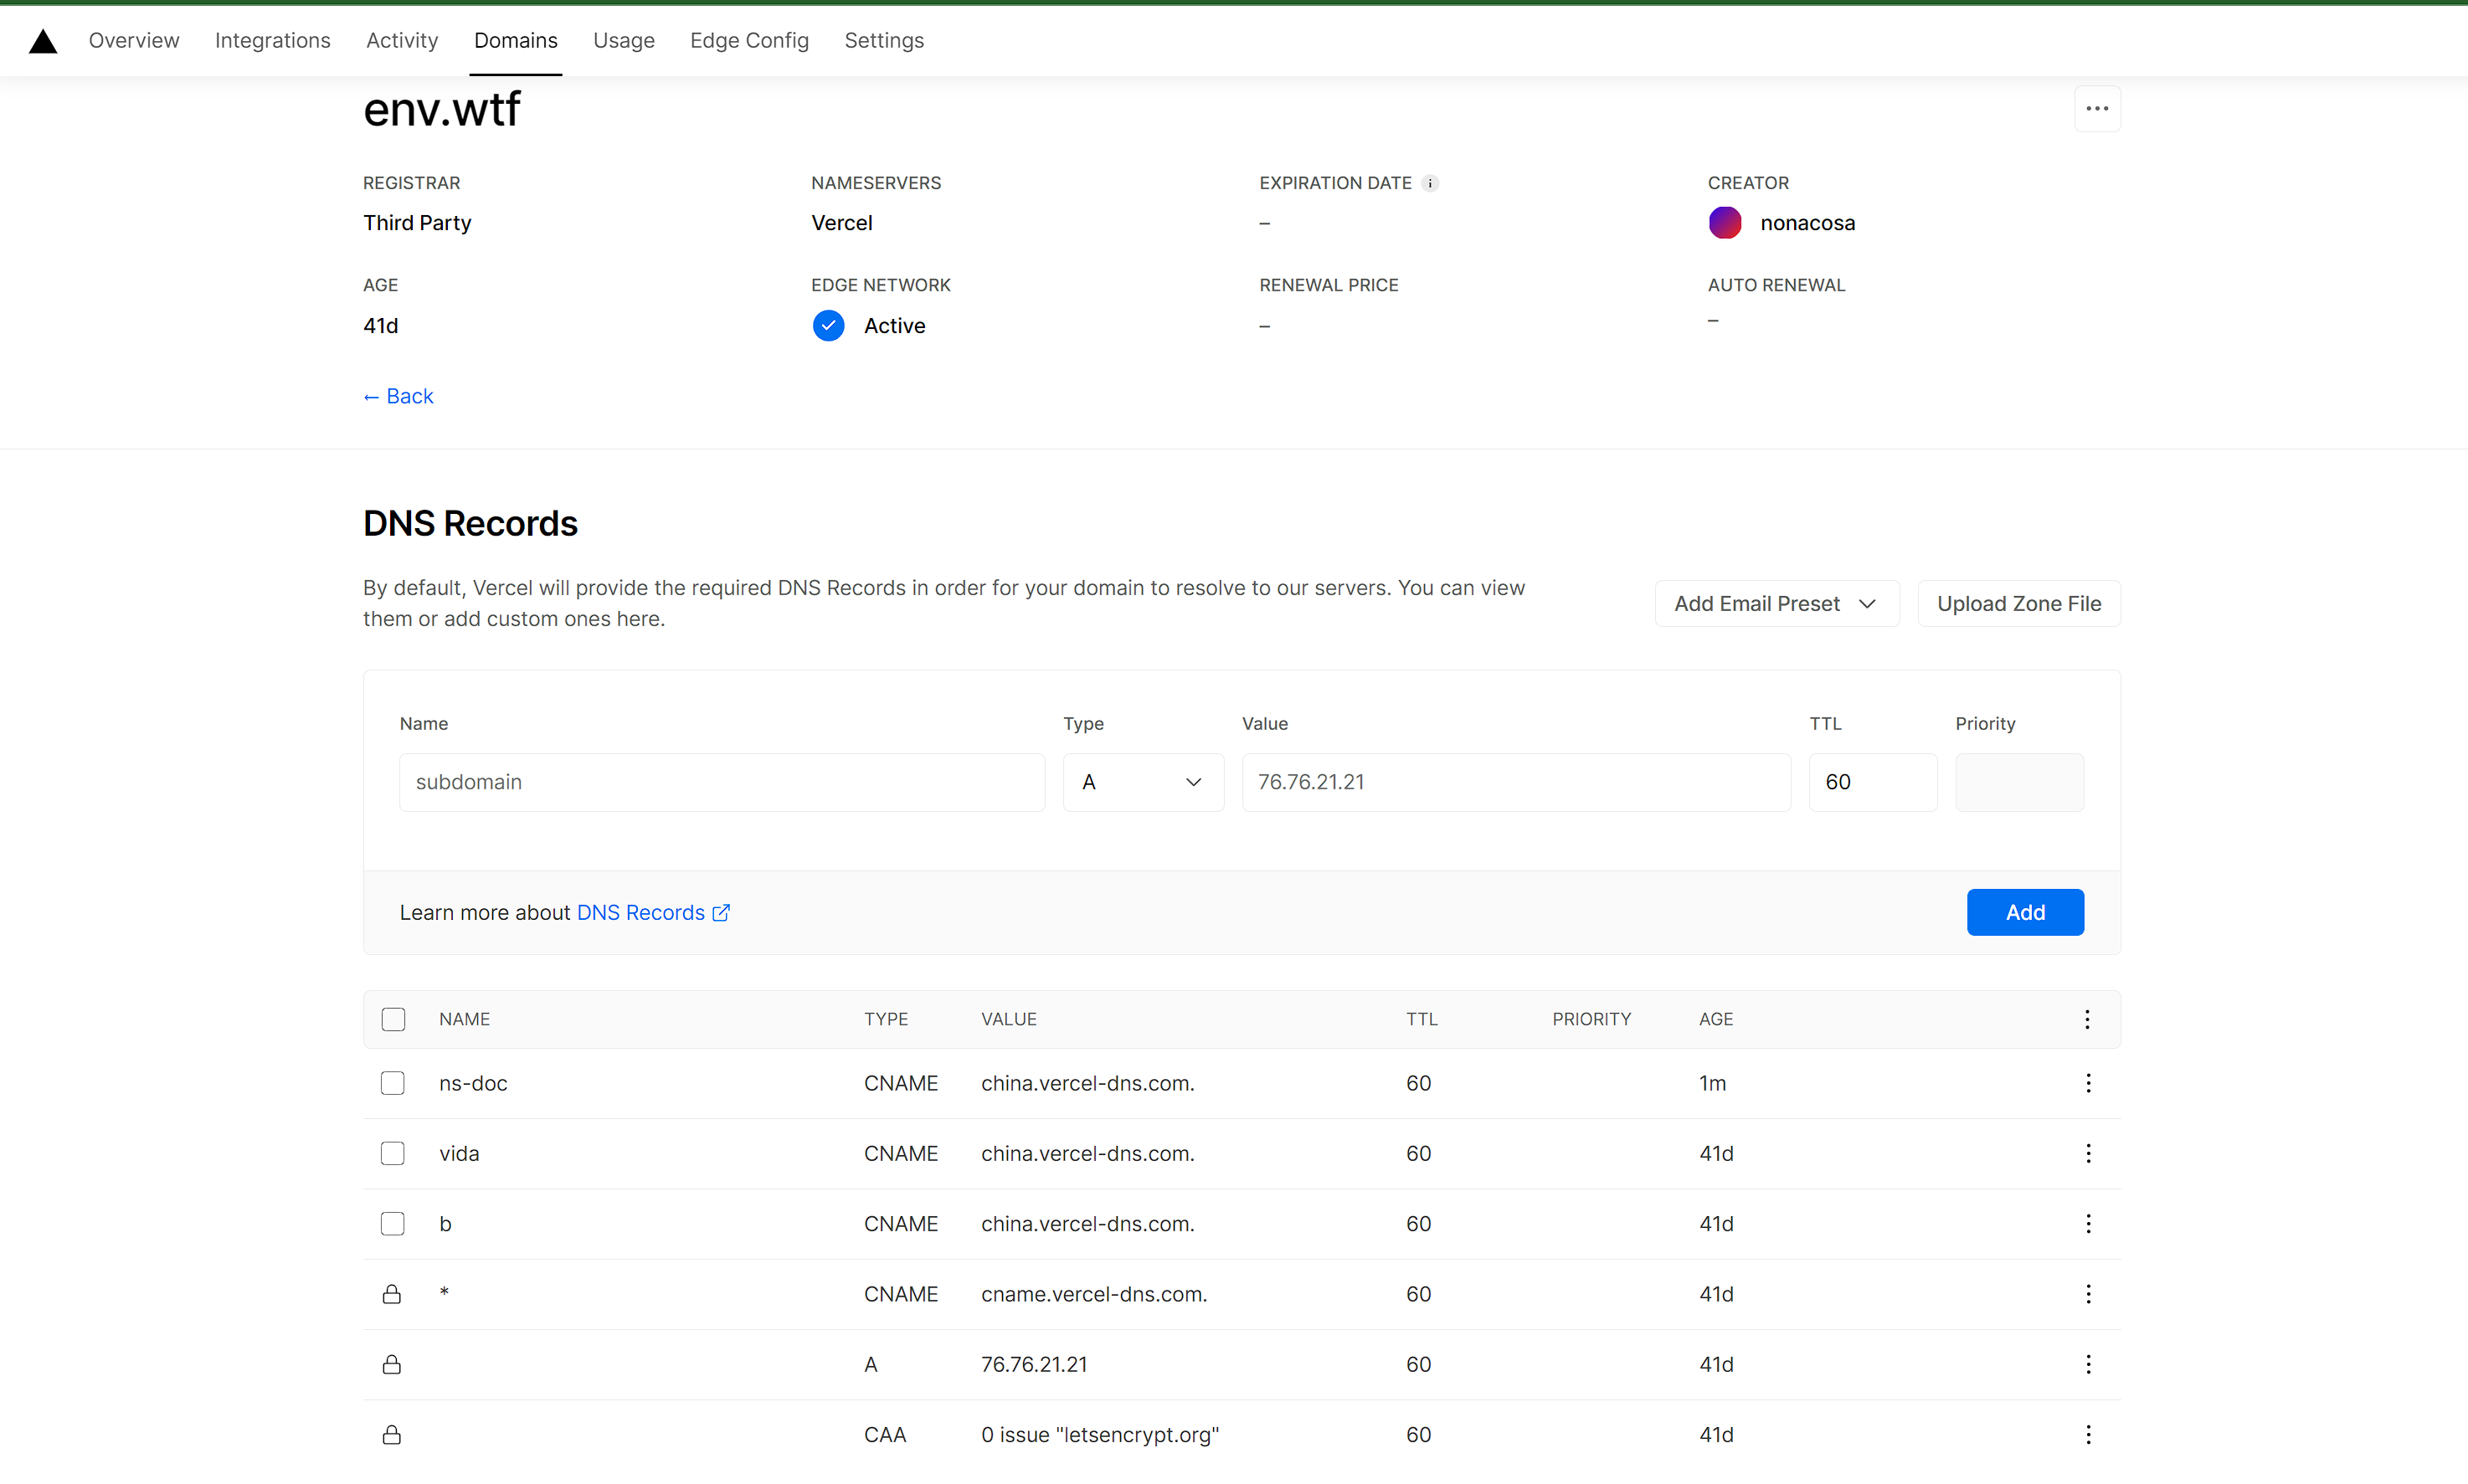 Overview Integrations Activity Domains Usage Edge Config Settings
env.wtf
REGISTRAR NAMESERVERS EXPIRATION DATE CREATOR
Third Party Vercel – nonacosa
AGE EDGE NETWORK RENEWAL PRICE AUTO RENEWAL
41d Active – –
← Back
DNS Records
By default, Vercel will provide the required DNS Records in order for your domain to resolve to our servers. You can view
them or add custom ones here.
Add Email Preset Upload Zone File
Name Type Value TTL Priority
subdomain A 76.76.21.21 60
Learn more about DNS Records Add
NAME TYPE VALUE TTL PRIORITY AGE
ns-doc CNAME china.vercel-dns.com. 60 1m
vida CNAME china.vercel-dns.com. 60 41d
b CNAME china.vercel-dns.com. 60 41d
* CNAME cname.vercel-dns.com. 60 41d
A 76.76.21.21 60 41d
CAA 0 issue "letsencrypt.org" 60 41d